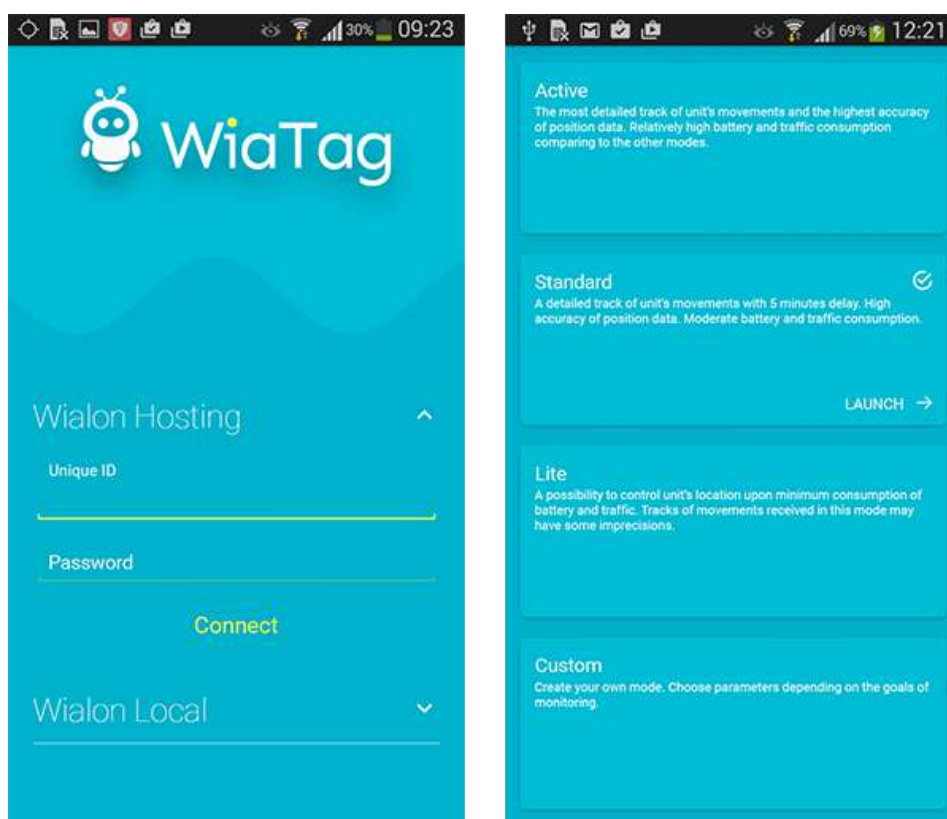 30% 09:23
WiaTag
Wialon Hosting
Unique ID
Password
Connect
Wialon Local
69% 12:21
Active
The most detailed track of unit's movements and the highest accuracy
of position data. Relatively high battery and traffic consumption
comparing to the other modes.
Standard
A detailed track of unit's movements with 5 minutes delay. High
accuracy of position data. Moderate battery and traffic consumption.
LAUNCH
Lite
A possibility to control unit's location upon minimum consumption of
battery and traffic. Tracks of movements received in this mode may
have some imprecisions.
Custom
Create your own mode. Choose parameters depending on the goals of
monitoring.